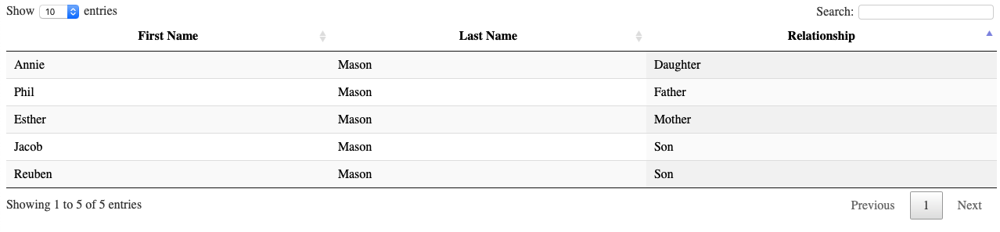 Show 10 entries Search:
First Name Last Name Relationship
Annie Mason Daughter
Phil Mason Father
Esther Mason Mother
Jacob Mason Son
Reuben Mason Son
Showing 1 to 5 of 5 entries Previous 1 Next